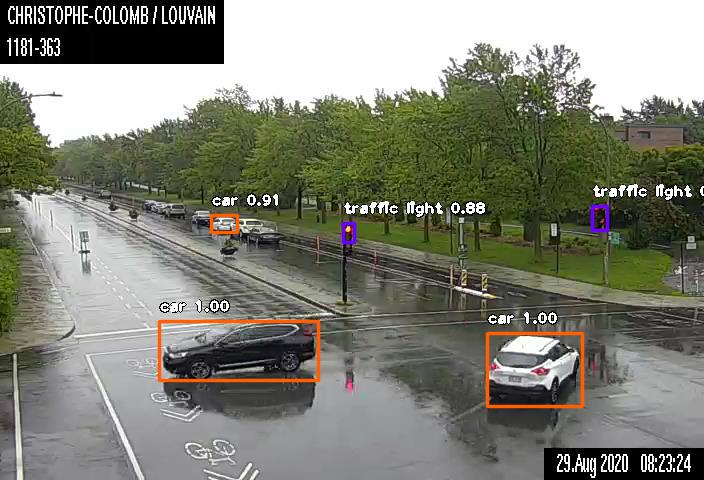 CHRISTOPHE-COLOMB / LOUVAIN
1181-363
car 0.91
traffic light 0.88
traffic light 0
car 1.00
car 1.00
29.Aug 2020 08:23:24